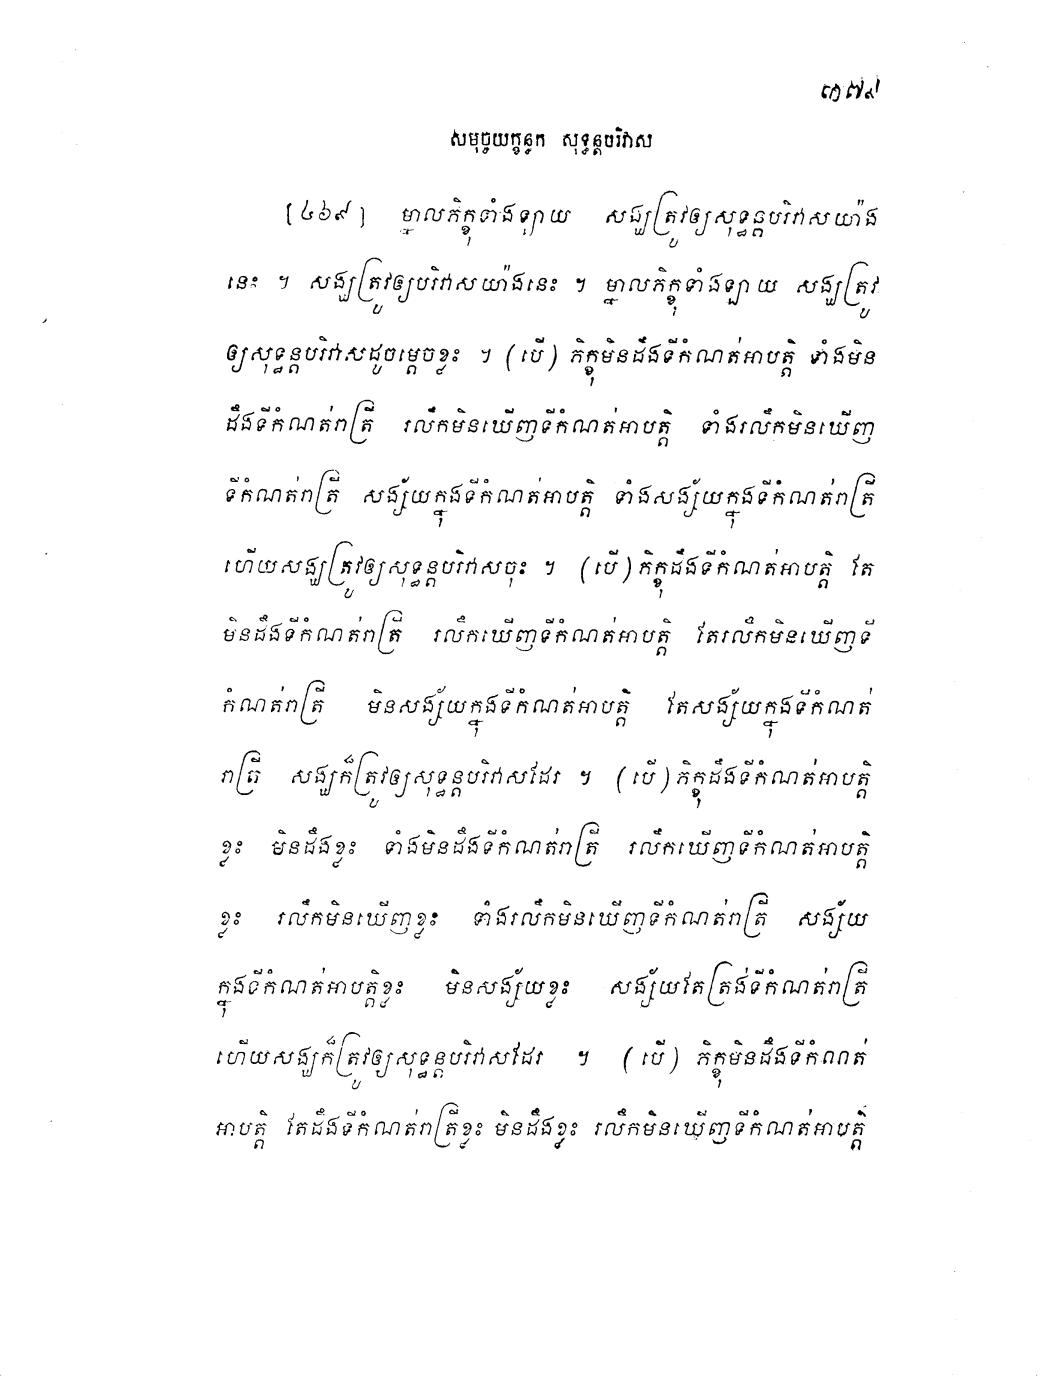 ៣៧៩
សមុច្ចយក្ខន្ធក សុទ្ធន្តបរិវាស
[៤៦៩] ម្នាលភិក្ខុទាំងឡាយ សង្ឃត្រូវឲ្យសុទ្ធន្តបរិវាសយ៉ាង
នេះ ។ សង្ឃត្រូវឲ្យបរិវាសយ៉ាងនេះ ។ ម្នាលភិក្ខុទាំងឡាយ សង្ឃត្រូវ
ឲ្យសុទ្ធន្តបរិវាសដូចម្តេចខ្លះ ។ (បើ) ភិក្ខុមិនដឹងទីកំណត់អាបត្តិ ទាំងមិន
ដឹងទីកំណត់រាត្រី រលឹកមិនឃើញទីកំណត់អាបត្តិ ទាំងរលឹកមិនឃើញ
ទីកំណត់រាត្រី សង្ស័យក្នុងទីកំណត់អាបត្តិ ទាំងសង្ស័យក្នុងទីកំណត់រាត្រី
ហើយសង្ឃត្រូវឲ្យសុទ្ធន្តបរិវាសចុះ ។ (បើ) ភិក្ខុដឹងទីកំណត់អាបត្តិ តែ
មិនដឹងទីកំណត់រាត្រី រលឹកឃើញទីកំណត់អាបត្តិ តែរលឹកមិនឃើញទី
កំណត់រាត្រី មិនសង្ស័យក្នុងទីកំណត់អាបត្តិ តែសង្ស័យក្នុងទីកំណត់
រាត្រី សង្ឃក៏ត្រូវឲ្យសុទ្ធន្តបរិវាសដែរ ។ (បើ) ភិក្ខុដឹងទីកំណត់អាបត្តិ
ខ្លះ មិនដឹងខ្លះ ទាំងមិនដឹងទីកំណត់រាត្រី រលឹកឃើញទីកំណត់អាបត្តិ
ខ្លះ រលឹកមិនឃើញខ្លះ ទាំងរលឹកមិនឃើញទីកំណត់រាត្រី សង្ស័យ
ក្នុងទីកំណត់អាបត្តិខ្លះ មិនសង្ស័យខ្លះ សង្ស័យតែត្រង់ទីកំណត់រាត្រី
ហើយសង្ឃក៏ត្រូវឲ្យសុទ្ធន្តបរិវាសដែរ ។ (បើ) ភិក្ខុមិនដឹងទីកំណត់
អាបត្តិ តែដឹងទីកំណត់រាត្រីខ្លះ មិនដឹងខ្លះ រលឹកមិនឃើញទីកំណត់អាបត្តិ